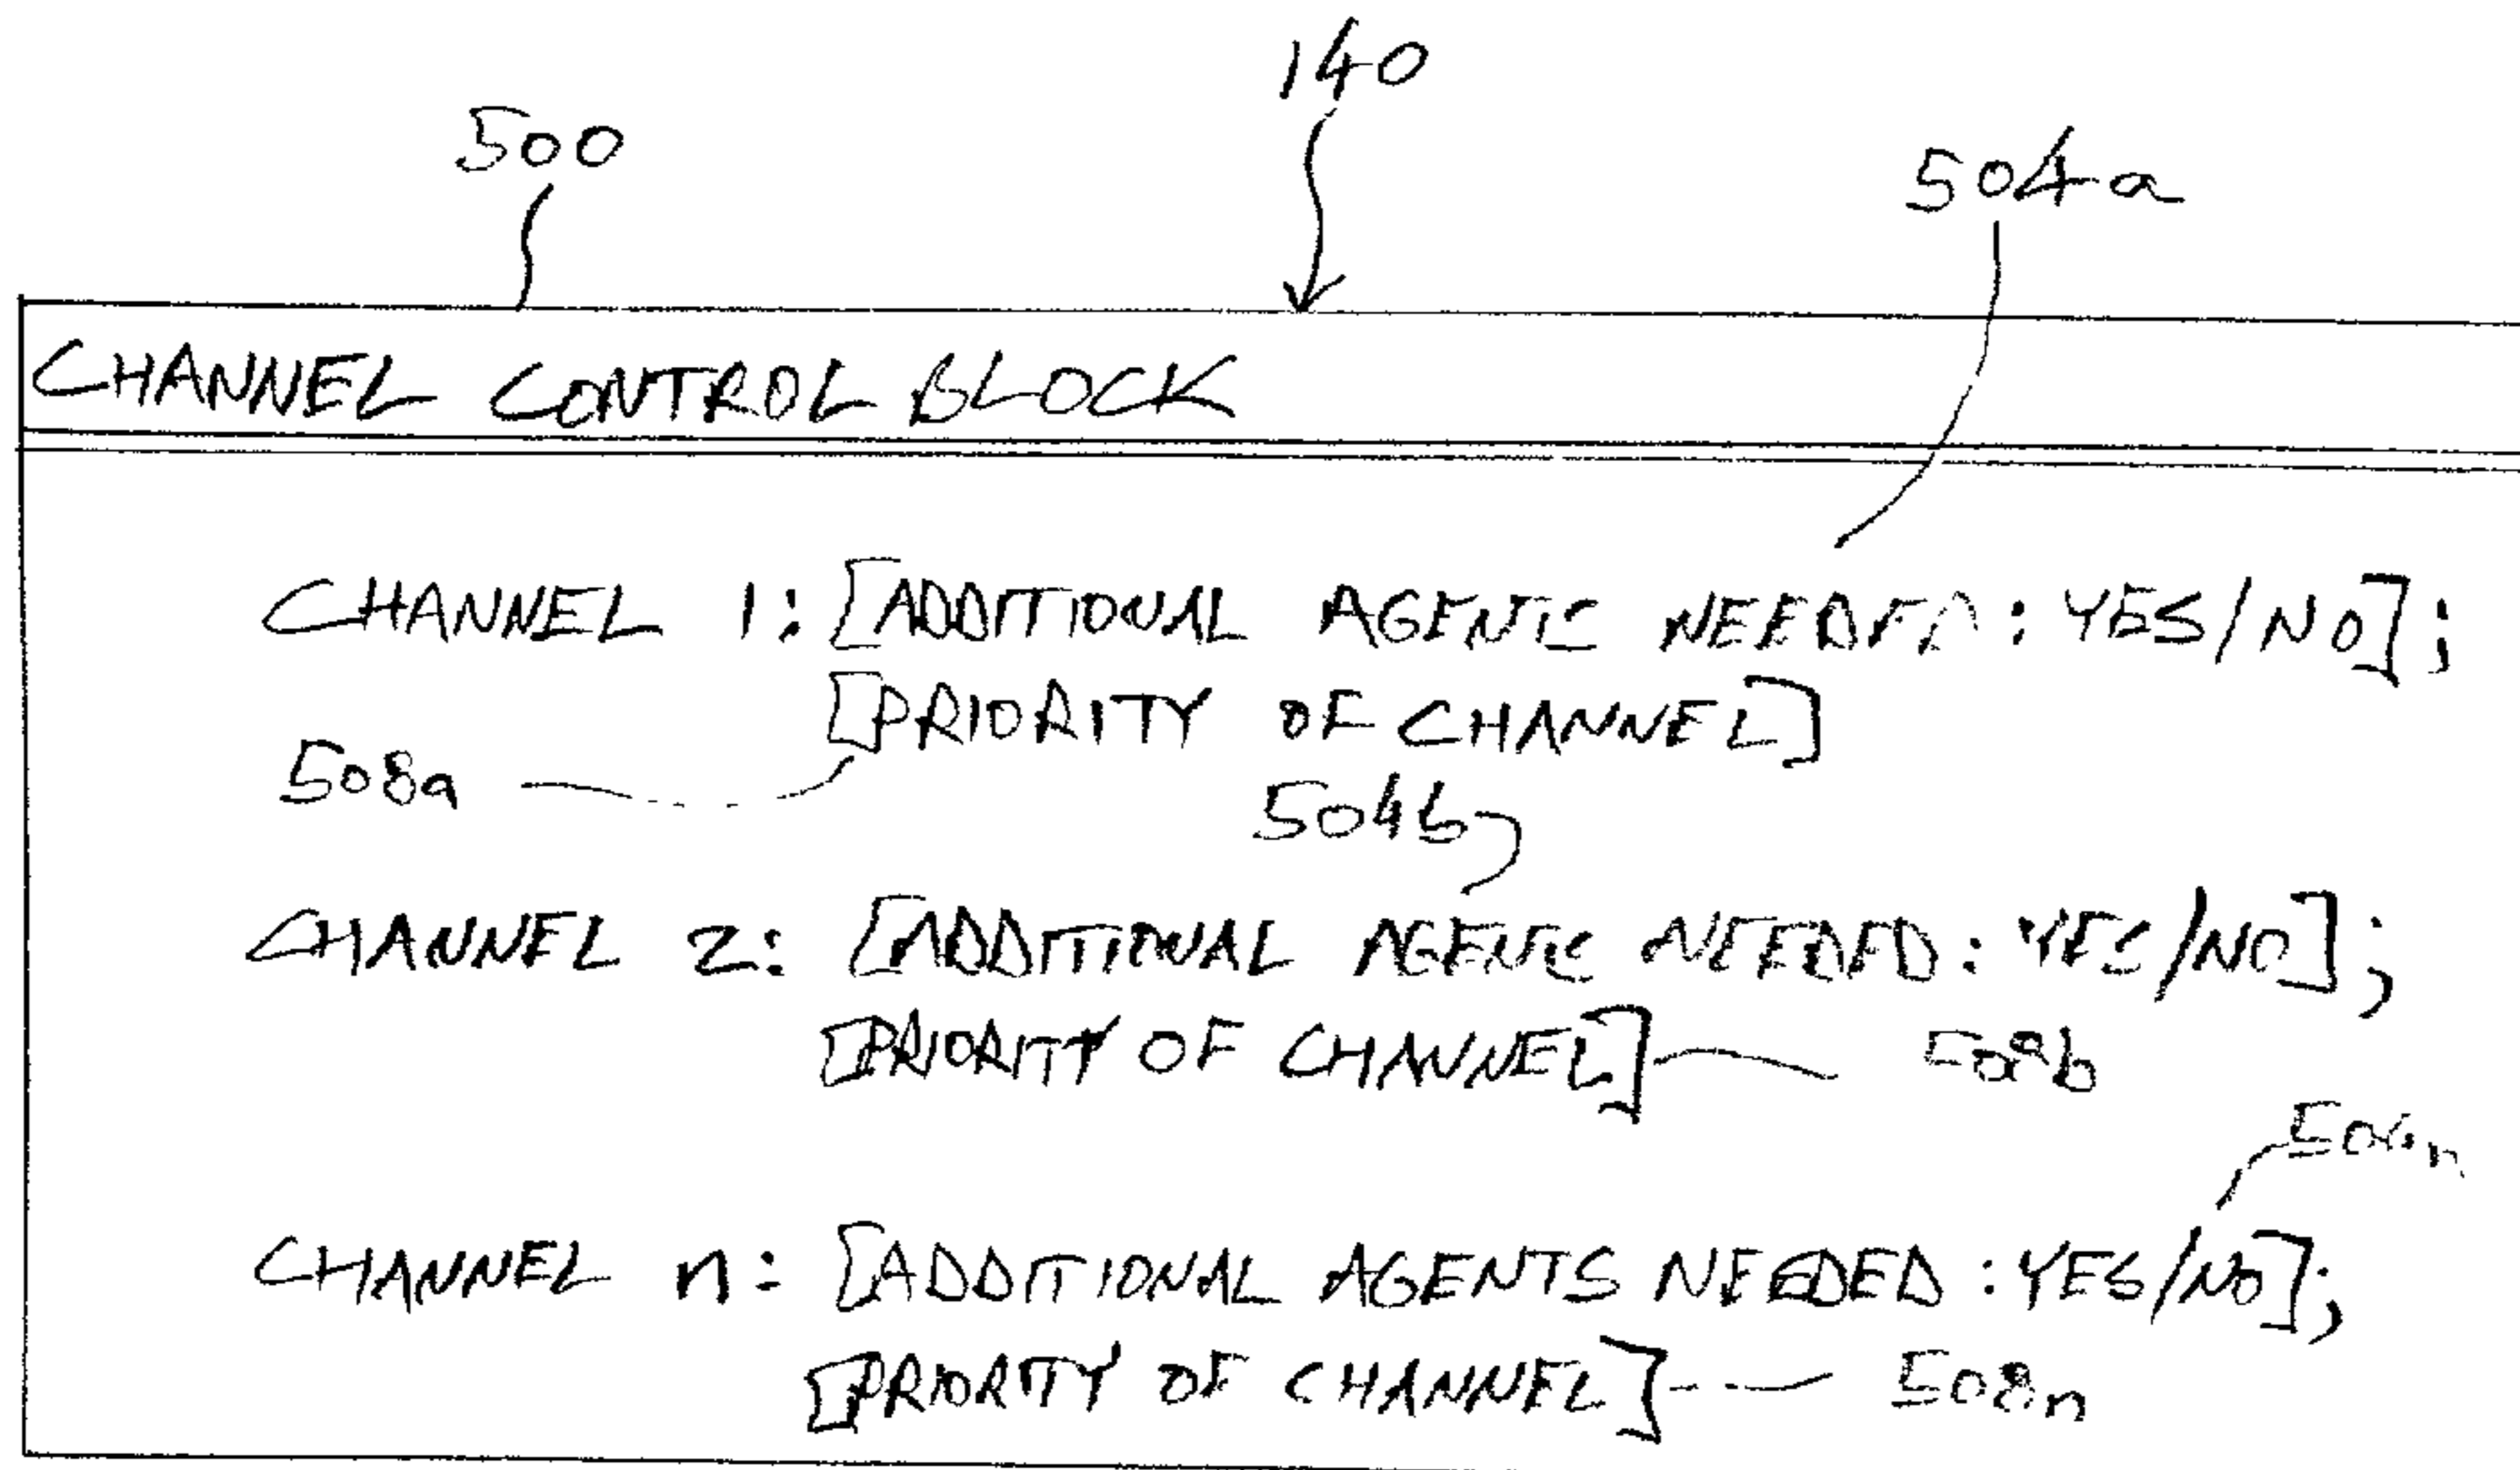 140
500
504a
CHANNEL CONTROL BLOCK
CHANNEL 1: [ADDITIONAL AGENTS NEEDED: YES/NO];
[PRIORITY OF CHANNEL]
508a
504b
CHANNEL 2: [ADDITIONAL AGENTS NEEDED: YES/NO];
[PRIORITY OF CHANNEL] 508b
504n
CHANNEL n: [ADDITIONAL AGENTS NEEDED: YES/NO];
[PRIORITY OF CHANNEL] 508n